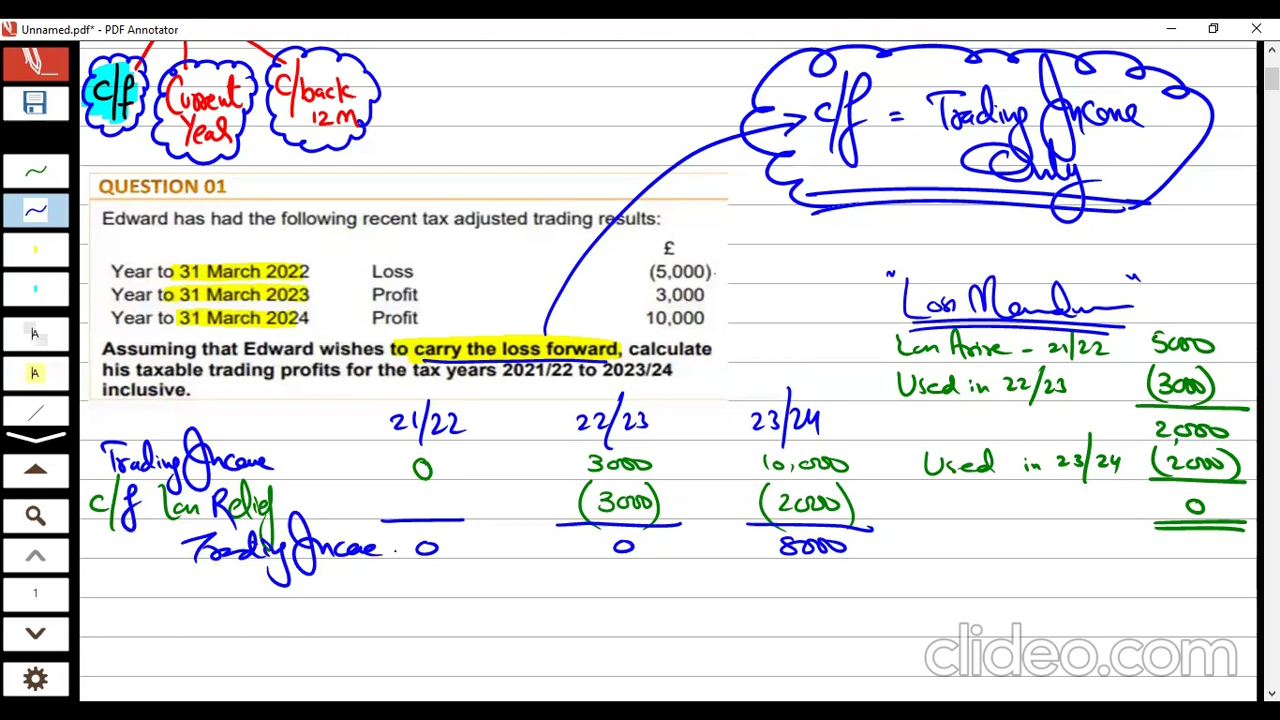 Unnamed.pdf* - PDF Annotator
c/f
Current Year
c/back 12M
c/f = Trading Income Only
QUESTION 01
Edward has had the following recent tax adjusted trading results:
£
Year to 31 March 2022 Loss (5,000)
Year to 31 March 2023 Profit 3,000
Year to 31 March 2024 Profit 10,000
Assuming that Edward wishes to carry the loss forward, calculate
his taxable trading profits for the tax years 2021/22 to 2023/24
inclusive.
"Loss Memorandum"
Loss Arise - 21/22 5000
Used in 22/23 (3000)
2,000
Used in 23/24 (2000)
0
21/22 22/23 23/24
Trading Income 0 3000 10,000
c/f Loss Relief (3000) (2000)
Trading Income 0 0 8000
A
A
1
clideo.com